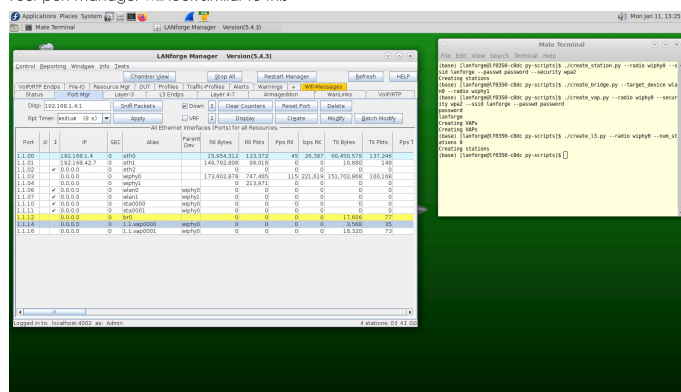 Your port manager will look similar to this
Applications Places System Mon Jan 11, 13:25
Mate Terminal LANforge Manager Version(5.4.3)
LANforge Manager Version(5.4.3)
Control Reporting Windows Info Tests
Chamber View Stop All Restart Manager Refresh HELP
VoIP/RTP Endps File-IO Resource Mgr DUT Profiles Traffic-Profiles Alerts Warnings + Wifi-Messages
Status Port Mgr Layer-3 L3 Endps Layer 4-7 Armageddon WanLinks VoIP/RTP
Disp: 192.168.1.4:1 Sniff Packets Down Clear Counters Reset Port Delete
Rpt Timer: medium (8 s) Apply VRF Display Create Modify Batch Modify
All Ethernet Interfaces (Ports) for all Resources.
Port IP SEC Alias Parent Dev RX Bytes RX Pkts Pps RX bps RX TX Bytes TX Pkts Pps T
1.1.00 192.168.1.4 0 eth0 15,954,312 123,372 45 26,387 60,450,579 137,246
1.1.01 192.168.42.7 0 eth1 149,792,808 99,018 0 0 10,680 148
1.1.02 0.0.0.0 0 eth2 0 0 0 0 0 0
1.1.03 0.0.0.0 0 wiphy0 173,602,878 747,465 115 221,619 151,702,868 100,168
1.1.04 0.0.0.0 0 wiphy1 0 213,971 0 0 0 0
1.1.06 0.0.0.0 0 wlan0 wiphy0 0 0 0 0 0 0
1.1.07 0.0.0.0 0 wlan1 wiphy1 0 0 0 0 0 0
1.1.10 0.0.0.0 0 sta0000 wiphy0 0 0 0 0 0 0
1.1.11 0.0.0.0 0 sta0001 wiphy0 0 0 0 0 0 0
1.1.12 0.0.0.0 0 br0 0 0 0 0 17,606 77
1.1.14 0.0.0.0 0 1.1.vap0000 wiphy0 0 0 0 0 3,568 35
1.1.16 0.0.0.0 0 1.1.vap0001 wiphy0 0 0 0 0 18,320 73
Logged in to: localhost:4002 as: Admin 4 stations:
Mate Terminal
File Edit View Search Terminal Help
(base) [lanforge@lf0350-c8dc py-scripts]$ ./create_station.py --radio wiphy0 --s
sid lanforge --passwd password --security wpa2
Creating stations
(base) [lanforge@lf0350-c8dc py-scripts]$ ./create_bridge.py --target_device wla
n0 --radio wiphy1
(base) [lanforge@lf0350-c8dc py-scripts]$ ./create_vap.py --radio wiphy0 --secur
ity wpa2 --ssid lanforge --passwd password
password
lanforge
Creating VAPs
Creating VAPs
(base) [lanforge@lf0350-c8dc py-scripts]$ ./create_l3.py --radio wiphy0 --num_st
ations 0
Creating stations
(base) [lanforge@lf0350-c8dc py-scripts]$